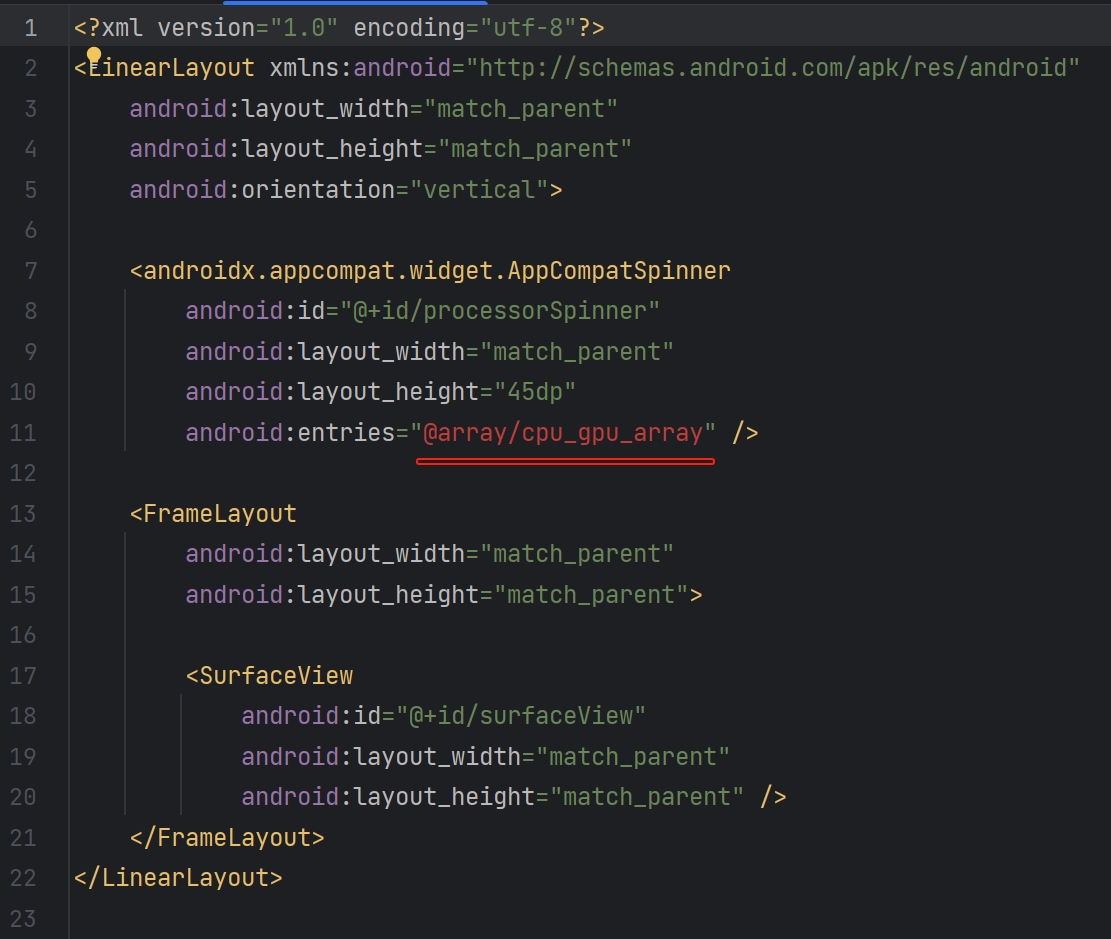 1 <?xml version="1.0" encoding="utf-8"?>
2 <LinearLayout xmlns:android="http://schemas.android.com/apk/res/android"
3     android:layout_width="match_parent"
4     android:layout_height="match_parent"
5     android:orientation="vertical">
6
7     <androidx.appcompat.widget.AppCompatSpinner
8         android:id="@+id/processorSpinner"
9         android:layout_width="match_parent"
10         android:layout_height="45dp"
11         android:entries="@array/cpu_gpu_array" />
12
13     <FrameLayout
14         android:layout_width="match_parent"
15         android:layout_height="match_parent">
16
17         <SurfaceView
18             android:id="@+id/surfaceView"
19             android:layout_width="match_parent"
20             android:layout_height="match_parent" />
21     </FrameLayout>
22 </LinearLayout>
23